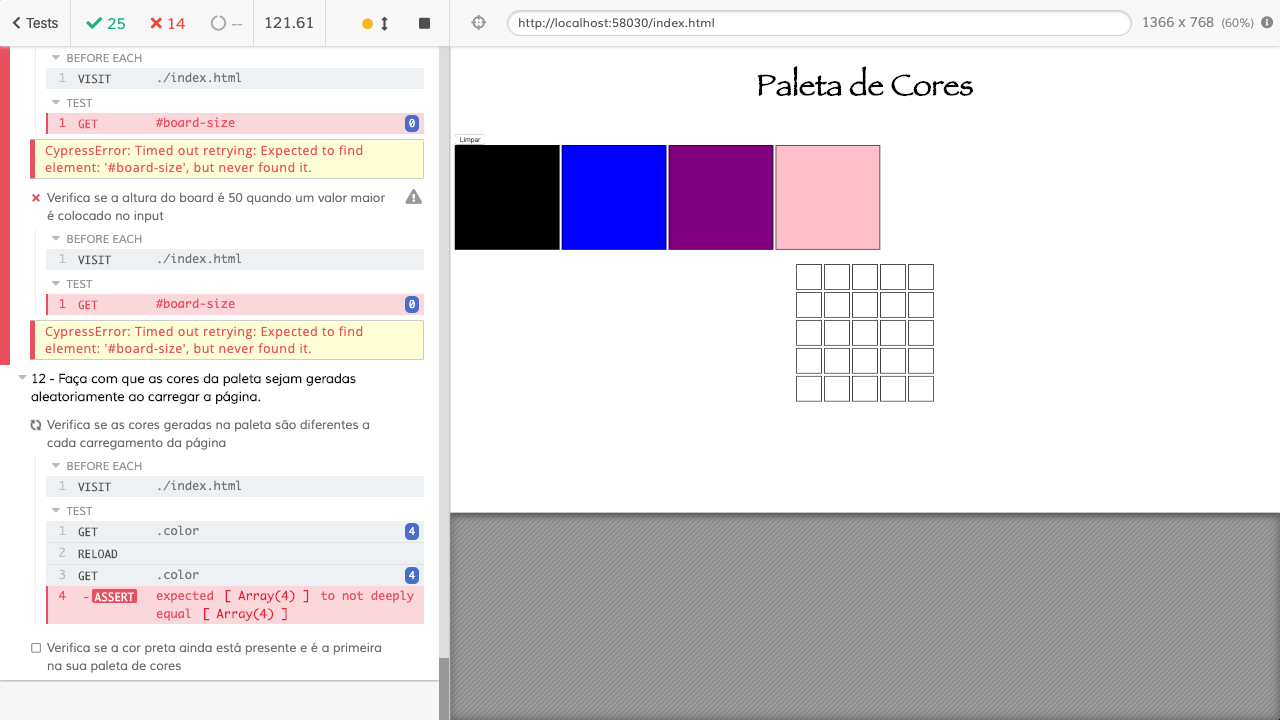 Tests 25 14 -- 121.61 http://localhost:58030/index.html 1366 x 768 (60%)
BEFORE EACH
1 VISIT ./index.html
TEST
1 GET #board-size 0
CypressError: Timed out retrying: Expected to find
element: '#board-size', but never found it.
Verifica se a altura do board é 50 quando um valor maior
é colocado no input
BEFORE EACH
1 VISIT ./index.html
TEST
1 GET #board-size 0
CypressError: Timed out retrying: Expected to find
element: '#board-size', but never found it.
12 - Faça com que as cores da paleta sejam geradas
aleatoriamente ao carregar a página.
Verifica se as cores geradas na paleta são diferentes a
cada carregamento da página
BEFORE EACH
1 VISIT ./index.html
TEST
1 GET .color 4
2 RELOAD
3 GET .color 4
4 -ASSERT expected [ Array(4) ] to not deeply
equal [ Array(4) ]
Verifica se a cor preta ainda está presente e é a primeira
na sua paleta de cores
Paleta de Cores
Limpar